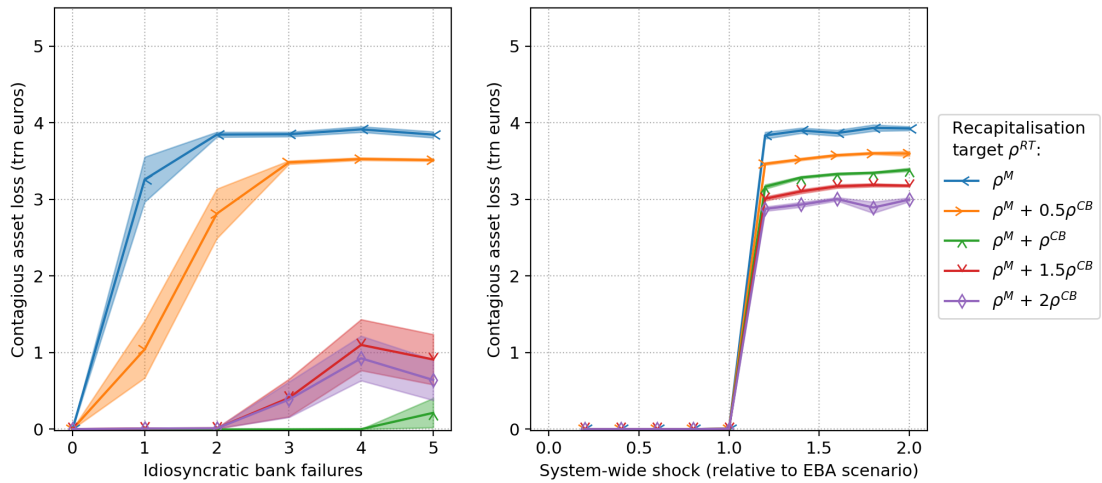 Contagious asset loss (trn euros)
5
4
3
2
1
0
0 1 2 3 4 5
Idiosyncratic bank failures
Contagious asset loss (trn euros)
5
4
3
2
1
0
0.0 0.5 1.0 1.5 2.0
System-wide shock (relative to EBA scenario)
Recapitalisation
target ρ^RT:
ρ^M
ρ^M + 0.5ρ^CB
ρ^M + ρ^CB
ρ^M + 1.5ρ^CB
ρ^M + 2ρ^CB